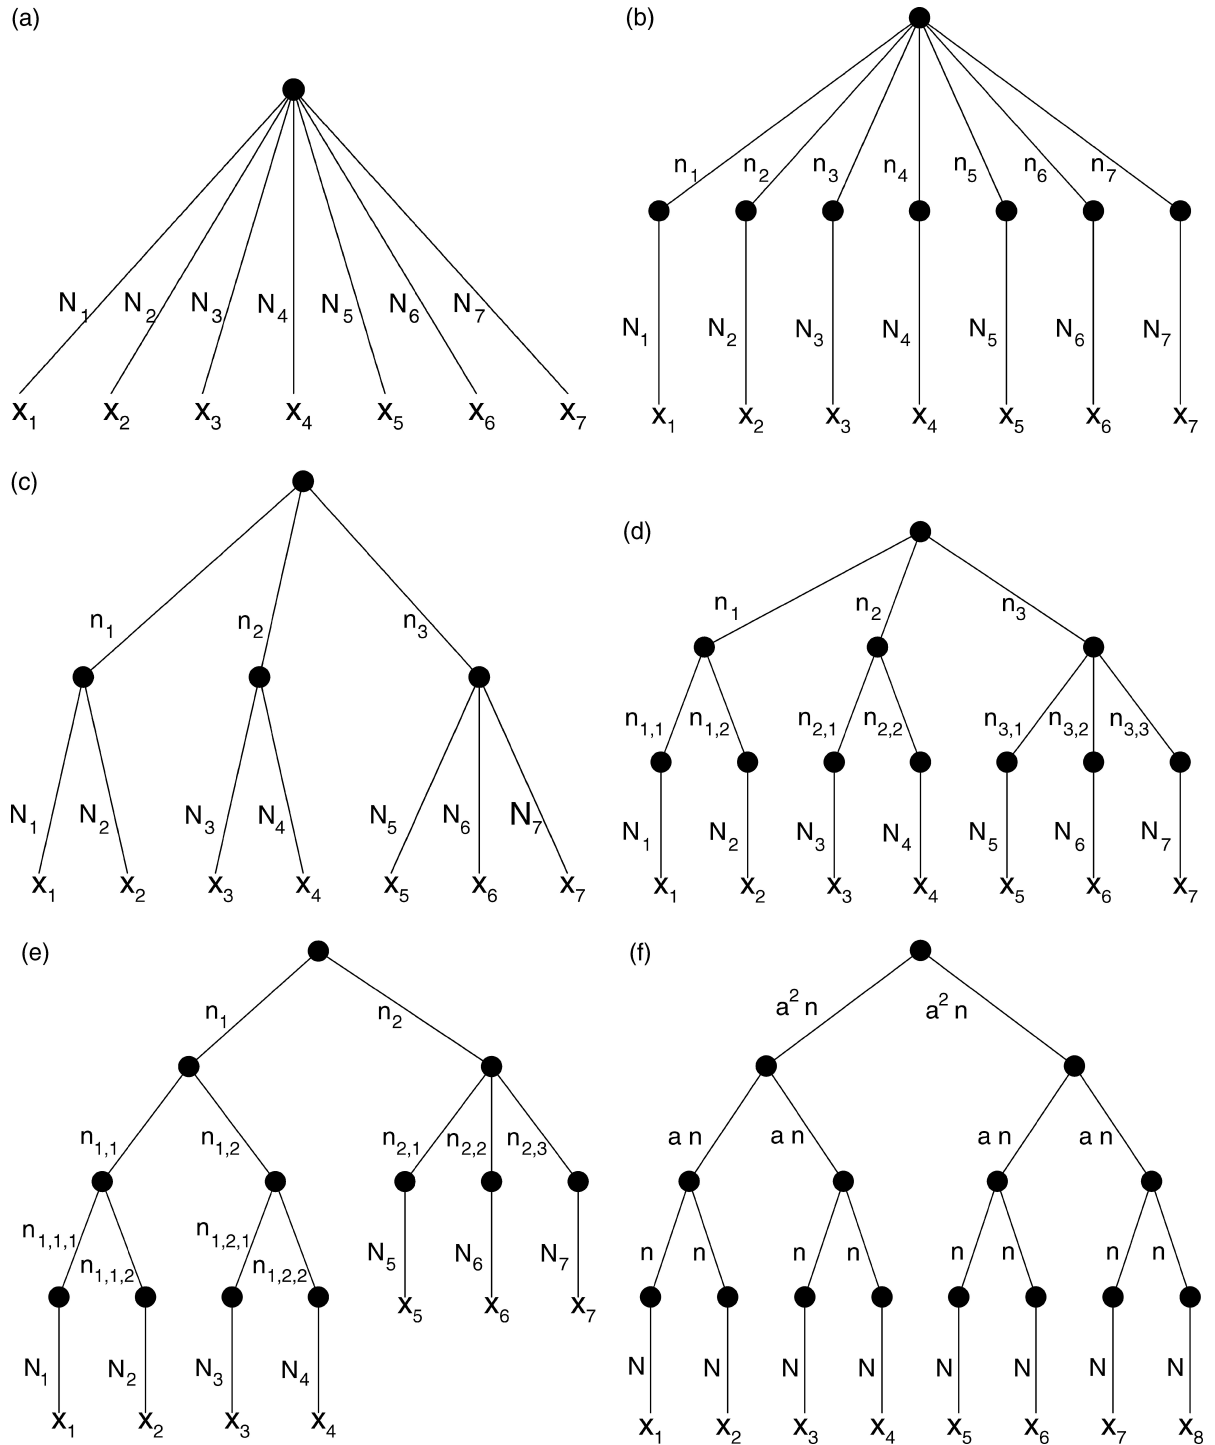 (a)
N₁ N₂ N₃ N₄ N₅ N₆ N₇
x₁ x₂ x₃ x₄ x₅ x₆ x₇
(b)
n₁ n₂ n₃ n₄ n₅ n₆ n₇
N₁ N₂ N₃ N₄ N₅ N₆ N₇
x₁ x₂ x₃ x₄ x₅ x₆ x₇
(c)
n₁ n₂ n₃
N₁ N₂ N₃ N₄ N₅ N₆ N₇
x₁ x₂ x₃ x₄ x₅ x₆ x₇
(d)
n₁ n₂ n₃
n₁,₁ n₁,₂ n₂,₁ n₂,₂ n₃,₁ n₃,₂ n₃,₃
N₁ N₂ N₃ N₄ N₅ N₆ N₇
x₁ x₂ x₃ x₄ x₅ x₆ x₇
(e)
n₁ n₂
n₁,₁ n₁,₂ n₂,₁ n₂,₂ n₂,₃
n₁,₁,₁ n₁,₁,₂ n₁,₂,₁ n₁,₂,₂ N₅ N₆ N₇
x₅ x₆ x₇
N₁ N₂ N₃ N₄
x₁ x₂ x₃ x₄
(f)
a² n a² n
a n a n a n a n
n n n n n n n n
N N N N N N N N
x₁ x₂ x₃ x₄ x₅ x₆ x₇ x₈